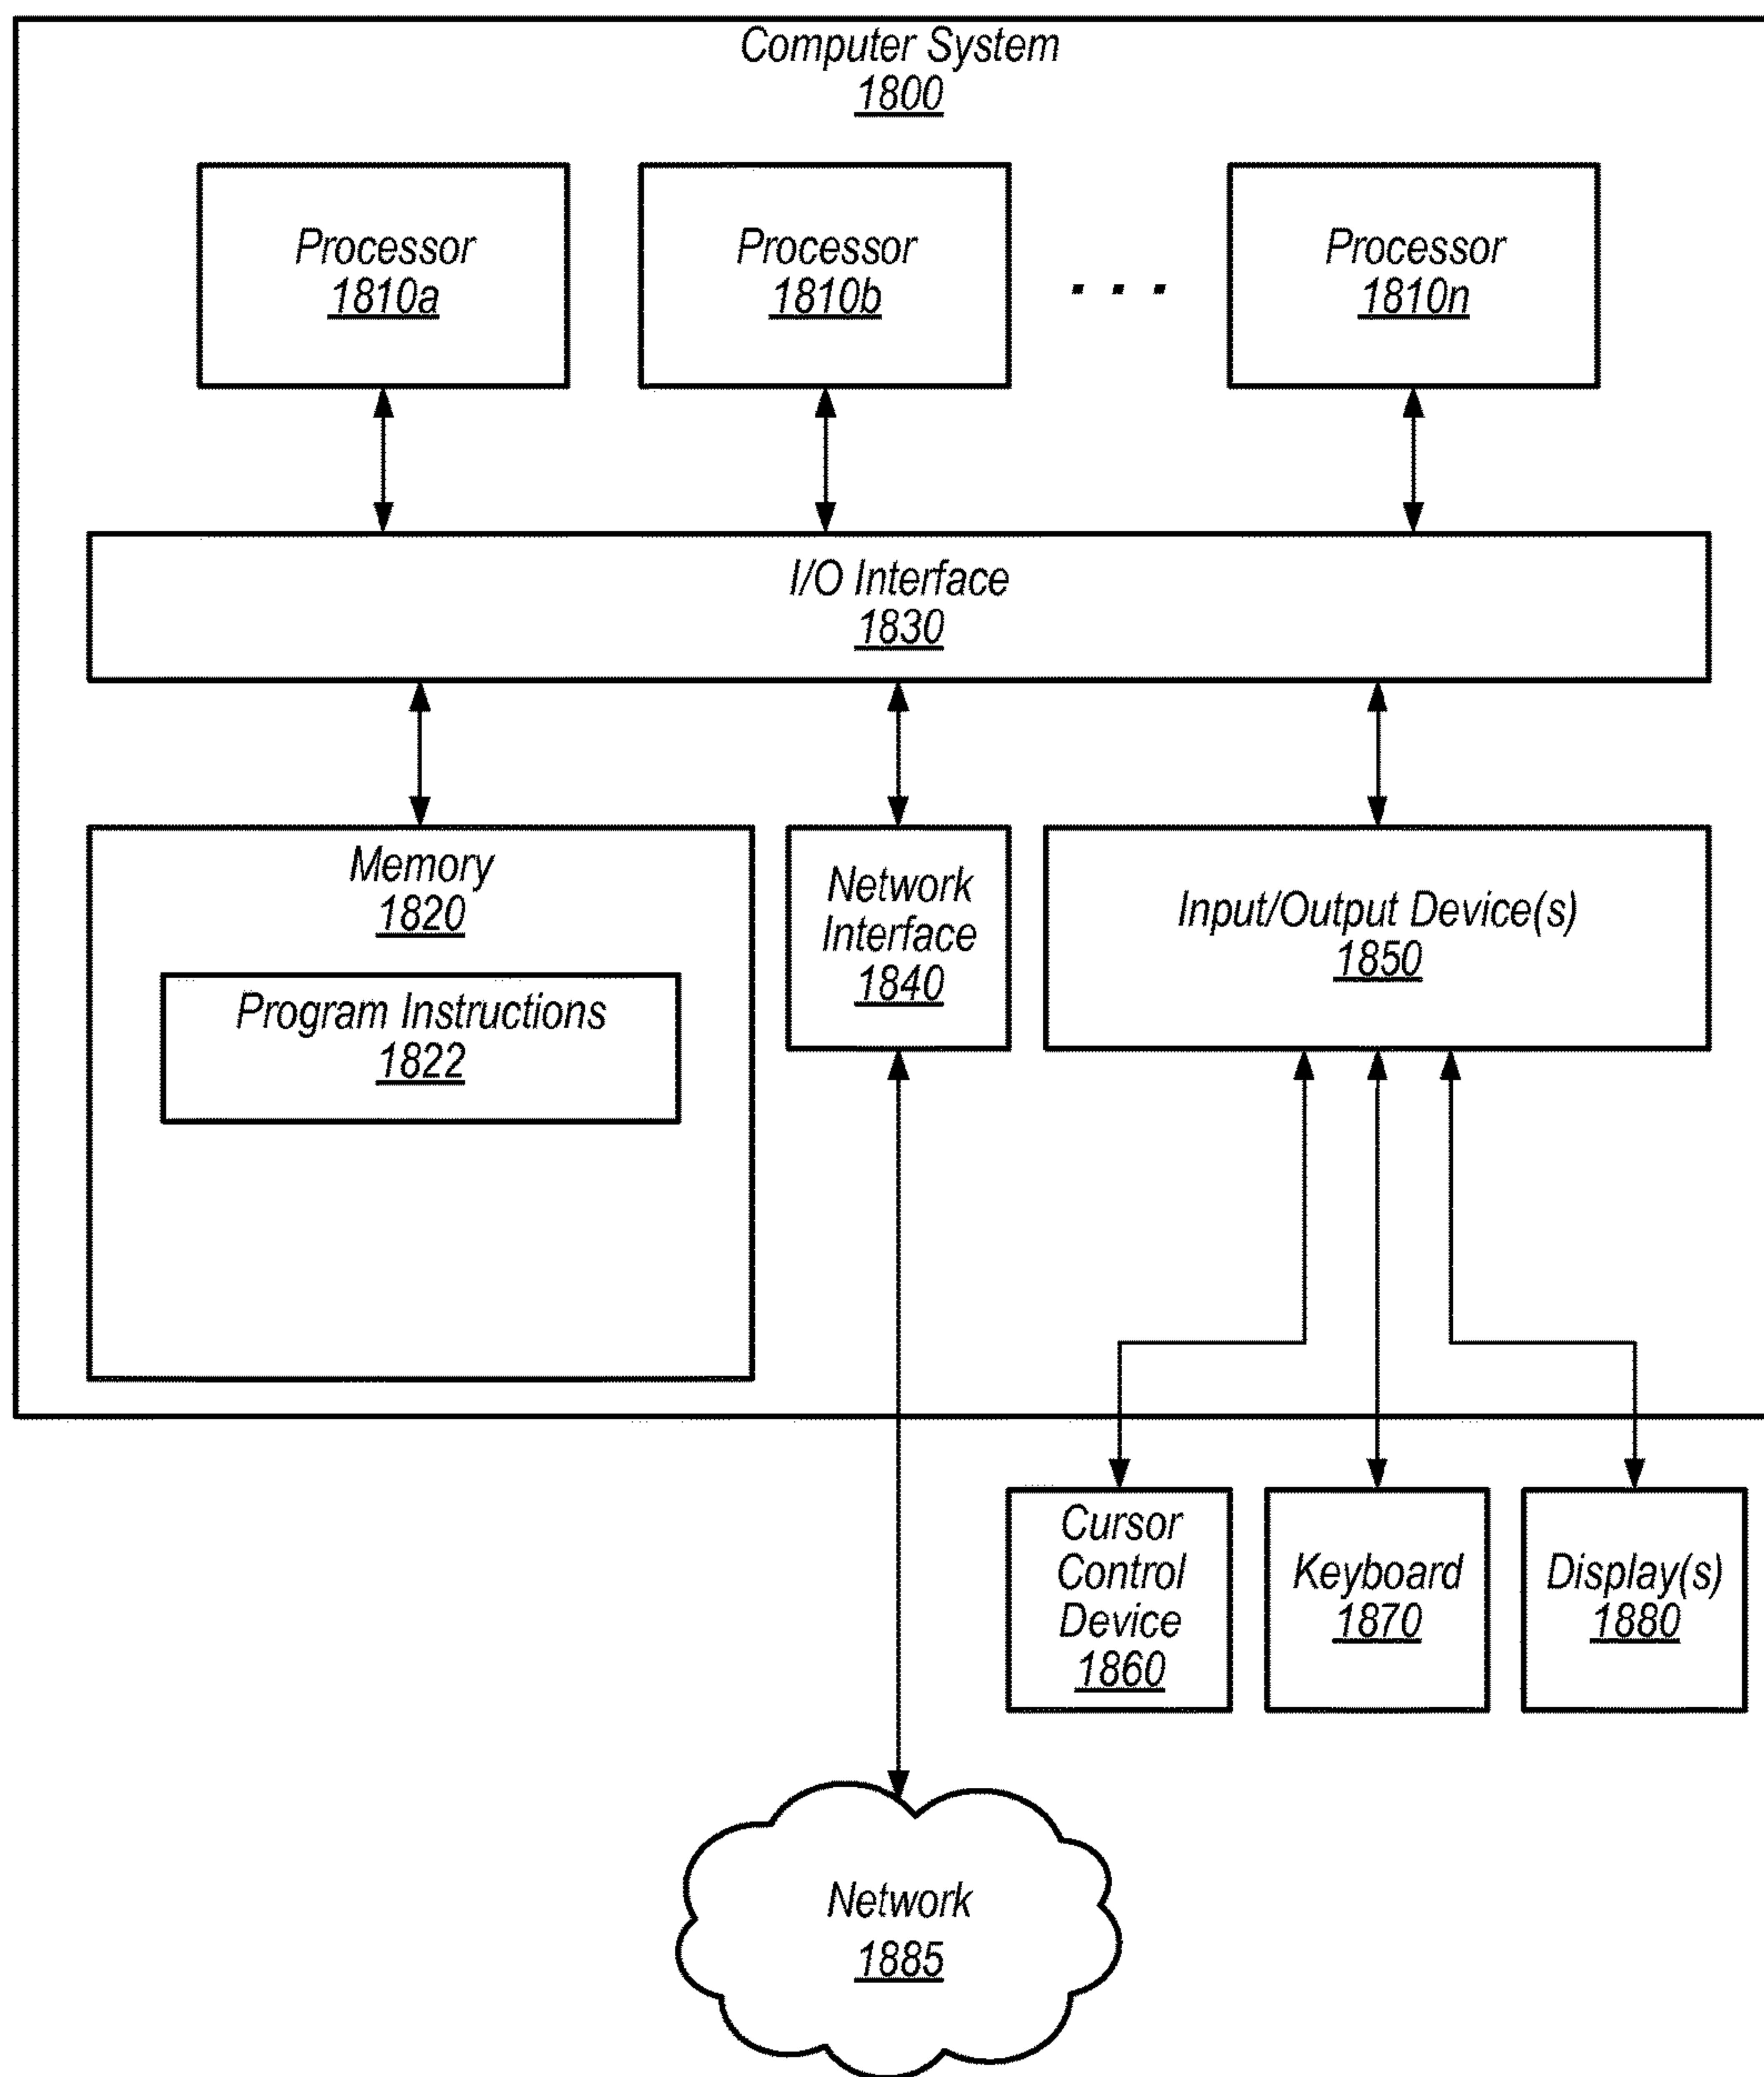 Computer System
1800
Processor
1810a
Processor
1810b
. . .
Processor
1810n
I/O Interface
1830
Memory
1820
Program Instructions
1822
Network
Interface
1840
Input/Output Device(s)
1850
Cursor
Control
Device
1860
Keyboard
1870
Display(s)
1880
Network
1885